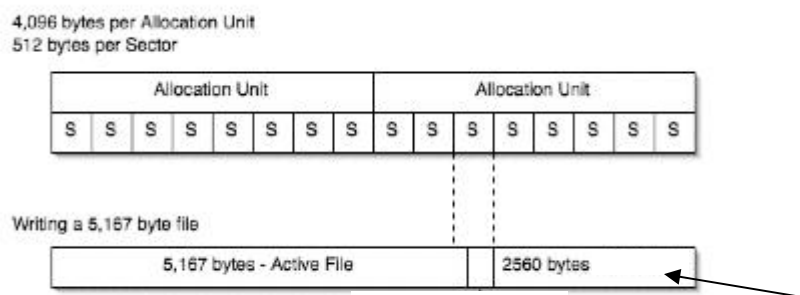 4,096 bytes per Allocation Unit
512 bytes per Sector
Allocation Unit Allocation Unit
S S S S S S S S S S S S S S S S
Writing a 5,167 byte file
5,167 bytes - Active File 2560 bytes